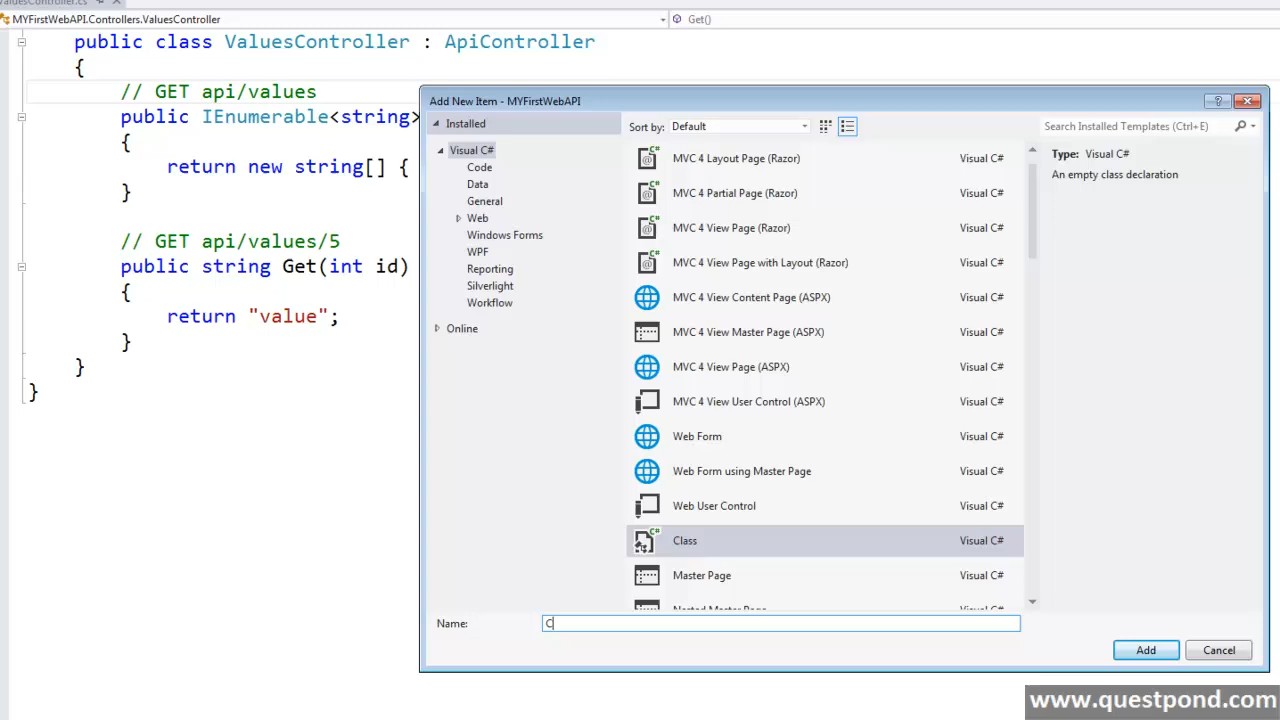 ValuesController.cs
MYFirstWebAPI.Controllers.ValuesController
Get()
public class ValuesController : ApiController
{
// GET api/values
public IEnumerable<string>
{
return new string[] {
}
// GET api/values/5
public string Get(int id)
{
return "value";
}
}
}
Add New Item - MYFirstWebAPI
?
Installed
Visual C#
Code
Data
General
Web
Windows Forms
WPF
Reporting
Silverlight
Workflow
Online
Sort by: Default
Search Installed Templates (Ctrl+E)
MVC 4 Layout Page (Razor) Visual C#
MVC 4 Partial Page (Razor) Visual C#
MVC 4 View Page (Razor) Visual C#
MVC 4 View Page with Layout (Razor) Visual C#
MVC 4 View Content Page (ASPX) Visual C#
MVC 4 View Master Page (ASPX) Visual C#
MVC 4 View Page (ASPX) Visual C#
MVC 4 View User Control (ASPX) Visual C#
Web Form Visual C#
Web Form using Master Page Visual C#
Web User Control Visual C#
Class Visual C#
Master Page Visual C#
Nested Master Page Visual C#
Type: Visual C#
An empty class declaration
Name: C
Add Cancel
www.questpond.com